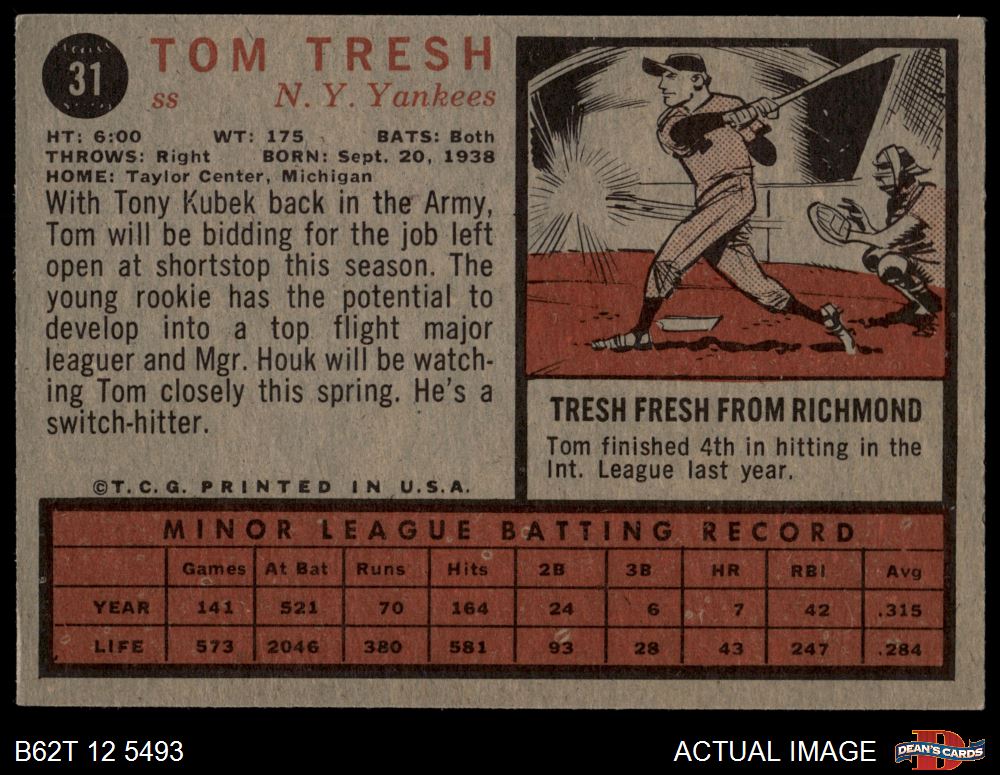 31
TOM TRESH
ss N. Y. Yankees
HT: 6:00 WT: 175 BATS: Both
THROWS: Right BORN: Sept. 20, 1938
HOME: Taylor Center, Michigan
With Tony Kubek back in the Army,
Tom will be bidding for the job left
open at shortstop this season. The
young rookie has the potential to
develop into a top flight major
leaguer and Mgr. Houk will be watch-
ing Tom closely this spring. He's a
switch-hitter.
©T.C.G. PRINTED IN U.S.A.
TRESH FRESH FROM RICHMOND
Tom finished 4th in hitting in the
Int. League last year.
MINOR LEAGUE BATTING RECORD
Games At Bat Runs Hits 2B 3B HR RBI Avg
YEAR 141 521 70 164 24 6 7 42 .315
LIFE 573 2046 380 581 93 28 43 247 .284
B62T 12 5493
ACTUAL IMAGE
D
DEAN'S CARDS